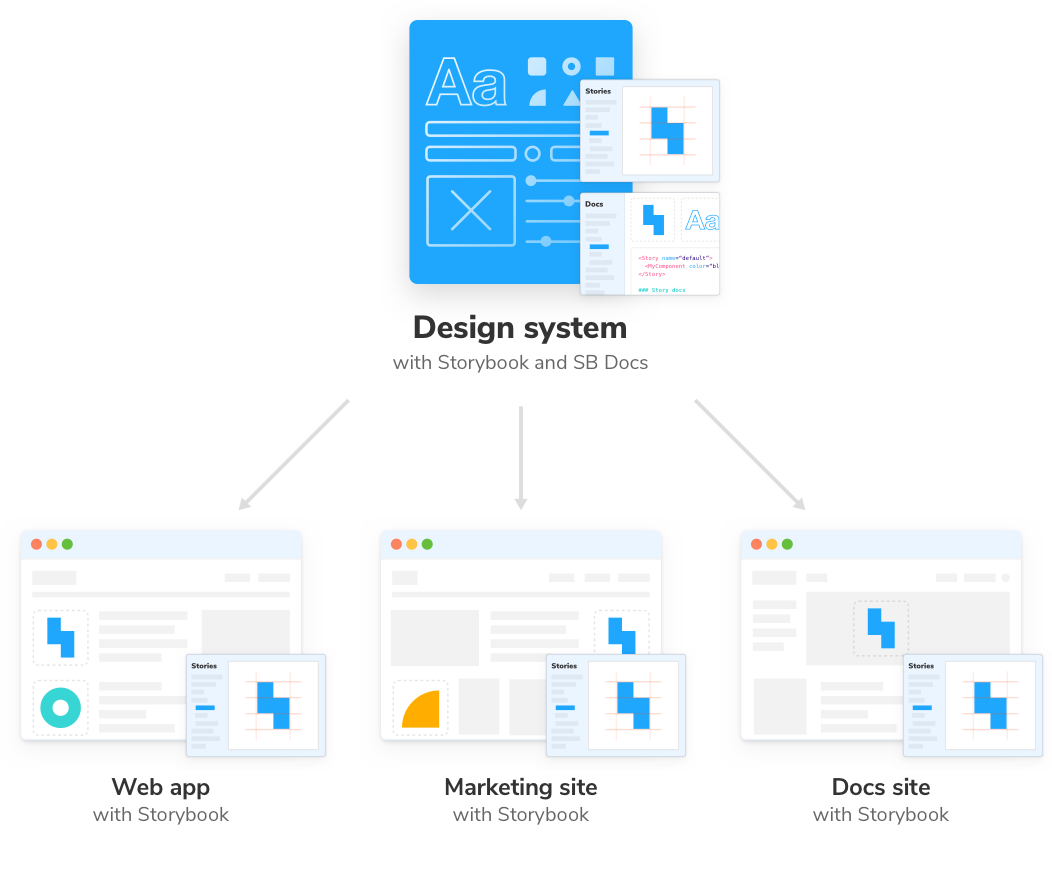 Aa
Stories
Docs
Aa
<Story name="default">
<MyComponent color="bl
</Story>
### Story docs
Design system
with Storybook and SB Docs
Stories
Stories
Stories
Web app
Marketing site
Docs site
with Storybook
with Storybook
with Storybook